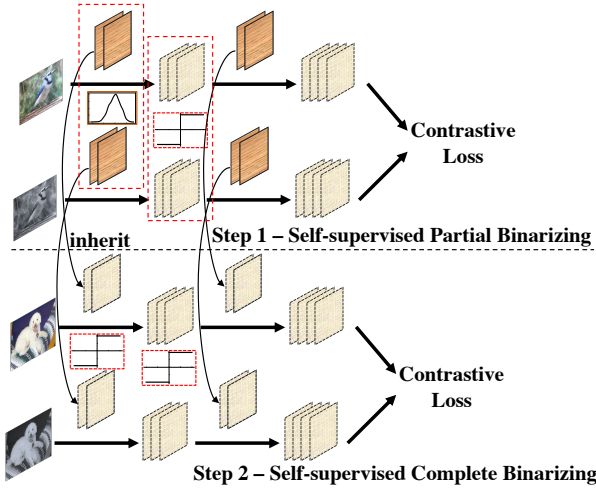 Contrastive
Loss
Step 1 – Self-supervised Partial Binarizing
inherit
Contrastive
Loss
Step 2 – Self-supervised Complete Binarizing